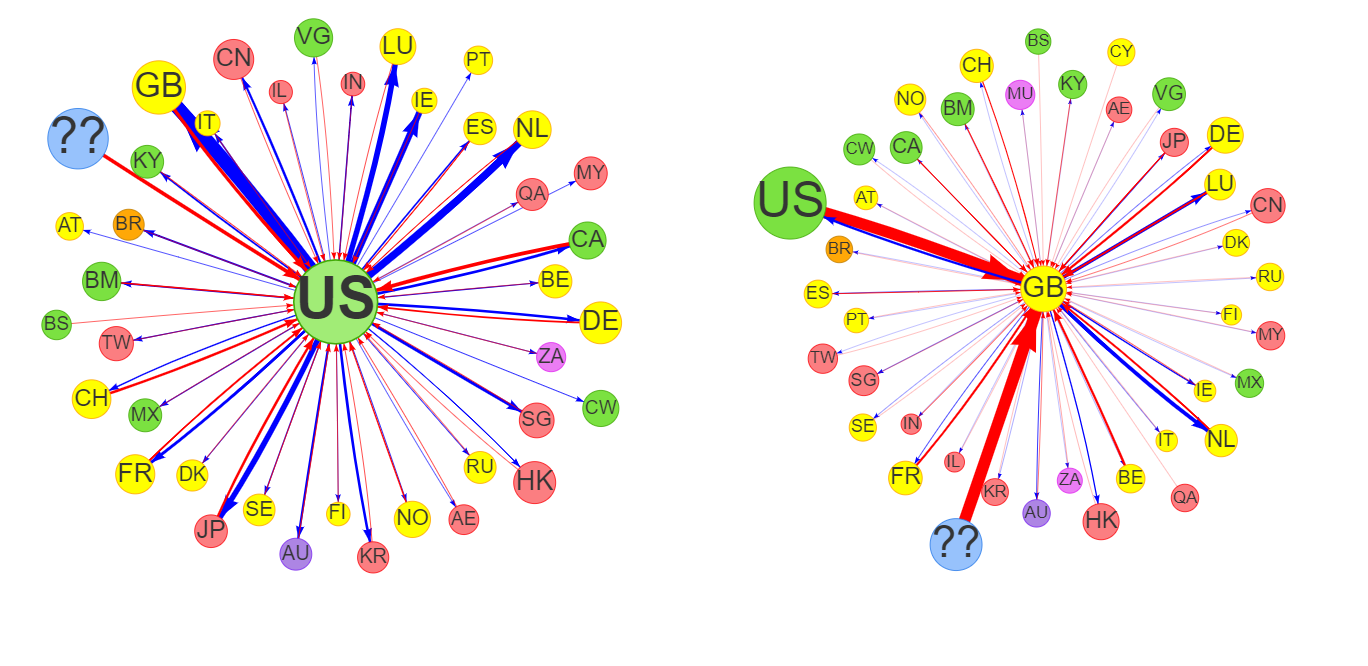 VG
LU
CN
PT
GB
IL
IN
IE
??
IT
ES
NL
KY
MY
QA
AT
BR
CA
BM
BE
BS
TW
US
DE
ZA
CH
MX
CW
SG
FR
DK
RU
HK
JP
SE
FI
NO
AE
AU
KR
BS
CY
CH
NO
BM
MU
KY
AE
VG
CW
CA
JP
DE
US
AT
LU
CN
BR
DK
ES
GB
RU
PT
FI
TW
MY
SG
IE
MX
SE
IN
IT
NL
FR
IL
KR
ZA
BE
QA
AU
HK
??